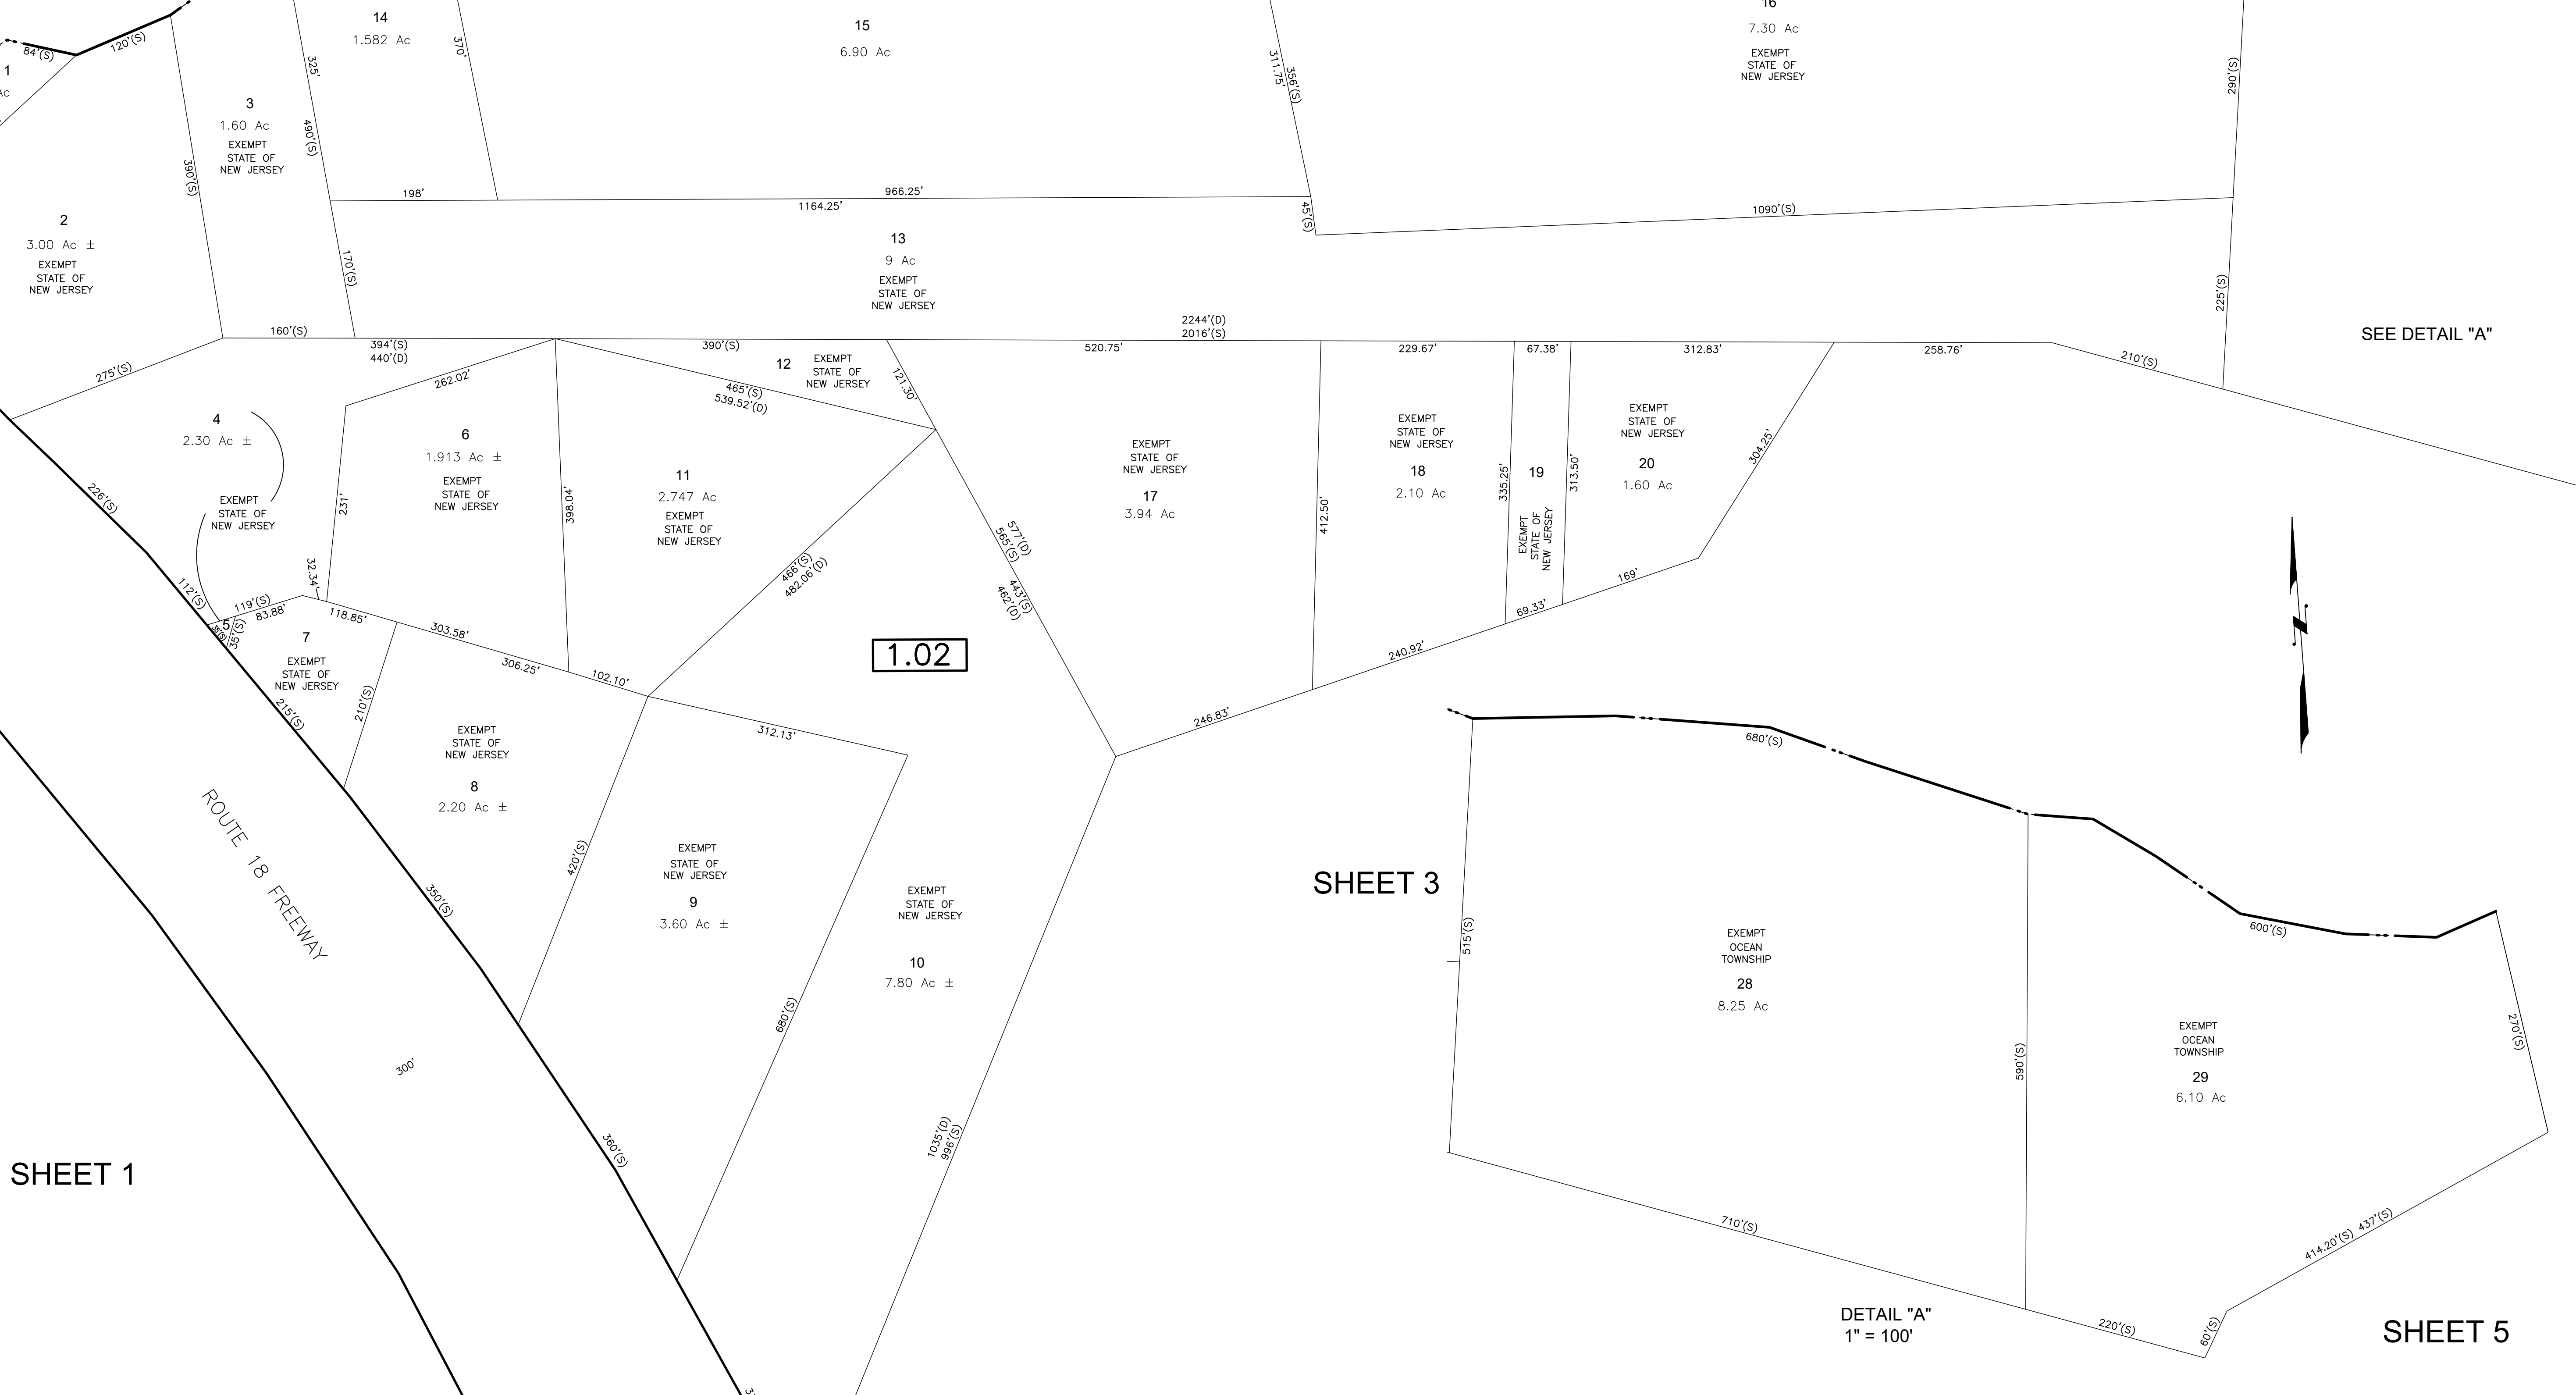 84'(S)
120'(S)
1
Ac
2
3.00 Ac ±
EXEMPT
STATE OF
NEW JERSEY
390'(S)
3
1.60 Ac
EXEMPT
STATE OF
NEW JERSEY
325'
490'(S)
170'(S)
14
1.582 Ac
370'
198'
15
6.90 Ac
966.25'
1164.25'
311.75'
356'(S)
45'(S)
16
7.30 Ac
EXEMPT
STATE OF
NEW JERSEY
290'(S)
1090'(S)
225'(S)
13
9 Ac
EXEMPT
STATE OF
NEW JERSEY
2244'(D)
2016'(S)
SEE DETAIL "A"
160'(S)
394'(S)
440'(D)
390'(S)
520.75'
229.67'
67.38'
312.83'
258.76'
210'(S)
275'(S)
4
2.30 Ac ±
EXEMPT
STATE OF
NEW JERSEY
226'(S)
112'(S)
262.02'
231'
32.34'
6
1.913 Ac ±
EXEMPT
STATE OF
NEW JERSEY
398.04'
12
EXEMPT
STATE OF
NEW JERSEY
465'(S)
539.52'(D)
121.30'
11
2.747 Ac
EXEMPT
STATE OF
NEW JERSEY
466'(S)
482.06'(D)
577'(D)
565'(S)
443'(S)
462'(D)
EXEMPT
STATE OF
NEW JERSEY
17
3.94 Ac
412.50'
EXEMPT
STATE OF
NEW JERSEY
18
2.10 Ac
335.25'
19
EXEMPT
STATE OF
NEW JERSEY
313.50'
EXEMPT
STATE OF
NEW JERSEY
20
1.60 Ac
304.25'
169'
69.33'
240.92'
246.83'
119'(S)
83.88'
5
35'(S)
35'(S)
118.85'
303.58'
306.25'
102.10'
312.13'
7
EXEMPT
STATE OF
NEW JERSEY
215'(S)
210'(S)
1.02
EXEMPT
STATE OF
NEW JERSEY
8
2.20 Ac ±
350'(S)
420'(S)
EXEMPT
STATE OF
NEW JERSEY
9
3.60 Ac ±
360'(S)
680'(S)
EXEMPT
STATE OF
NEW JERSEY
10
7.80 Ac ±
1035'(D)
996'(S)
ROUTE 18 FREEWAY
300'
SHEET 1
SHEET 3
680'(S)
515'(S)
EXEMPT
OCEAN
TOWNSHIP
28
8.25 Ac
590'(S)
710'(S)
600'(S)
EXEMPT
OCEAN
TOWNSHIP
29
6.10 Ac
270'(S)
414.20'(S) 437'(S)
220'(S)
60'(S)
DETAIL "A"
1" = 100'
SHEET 5